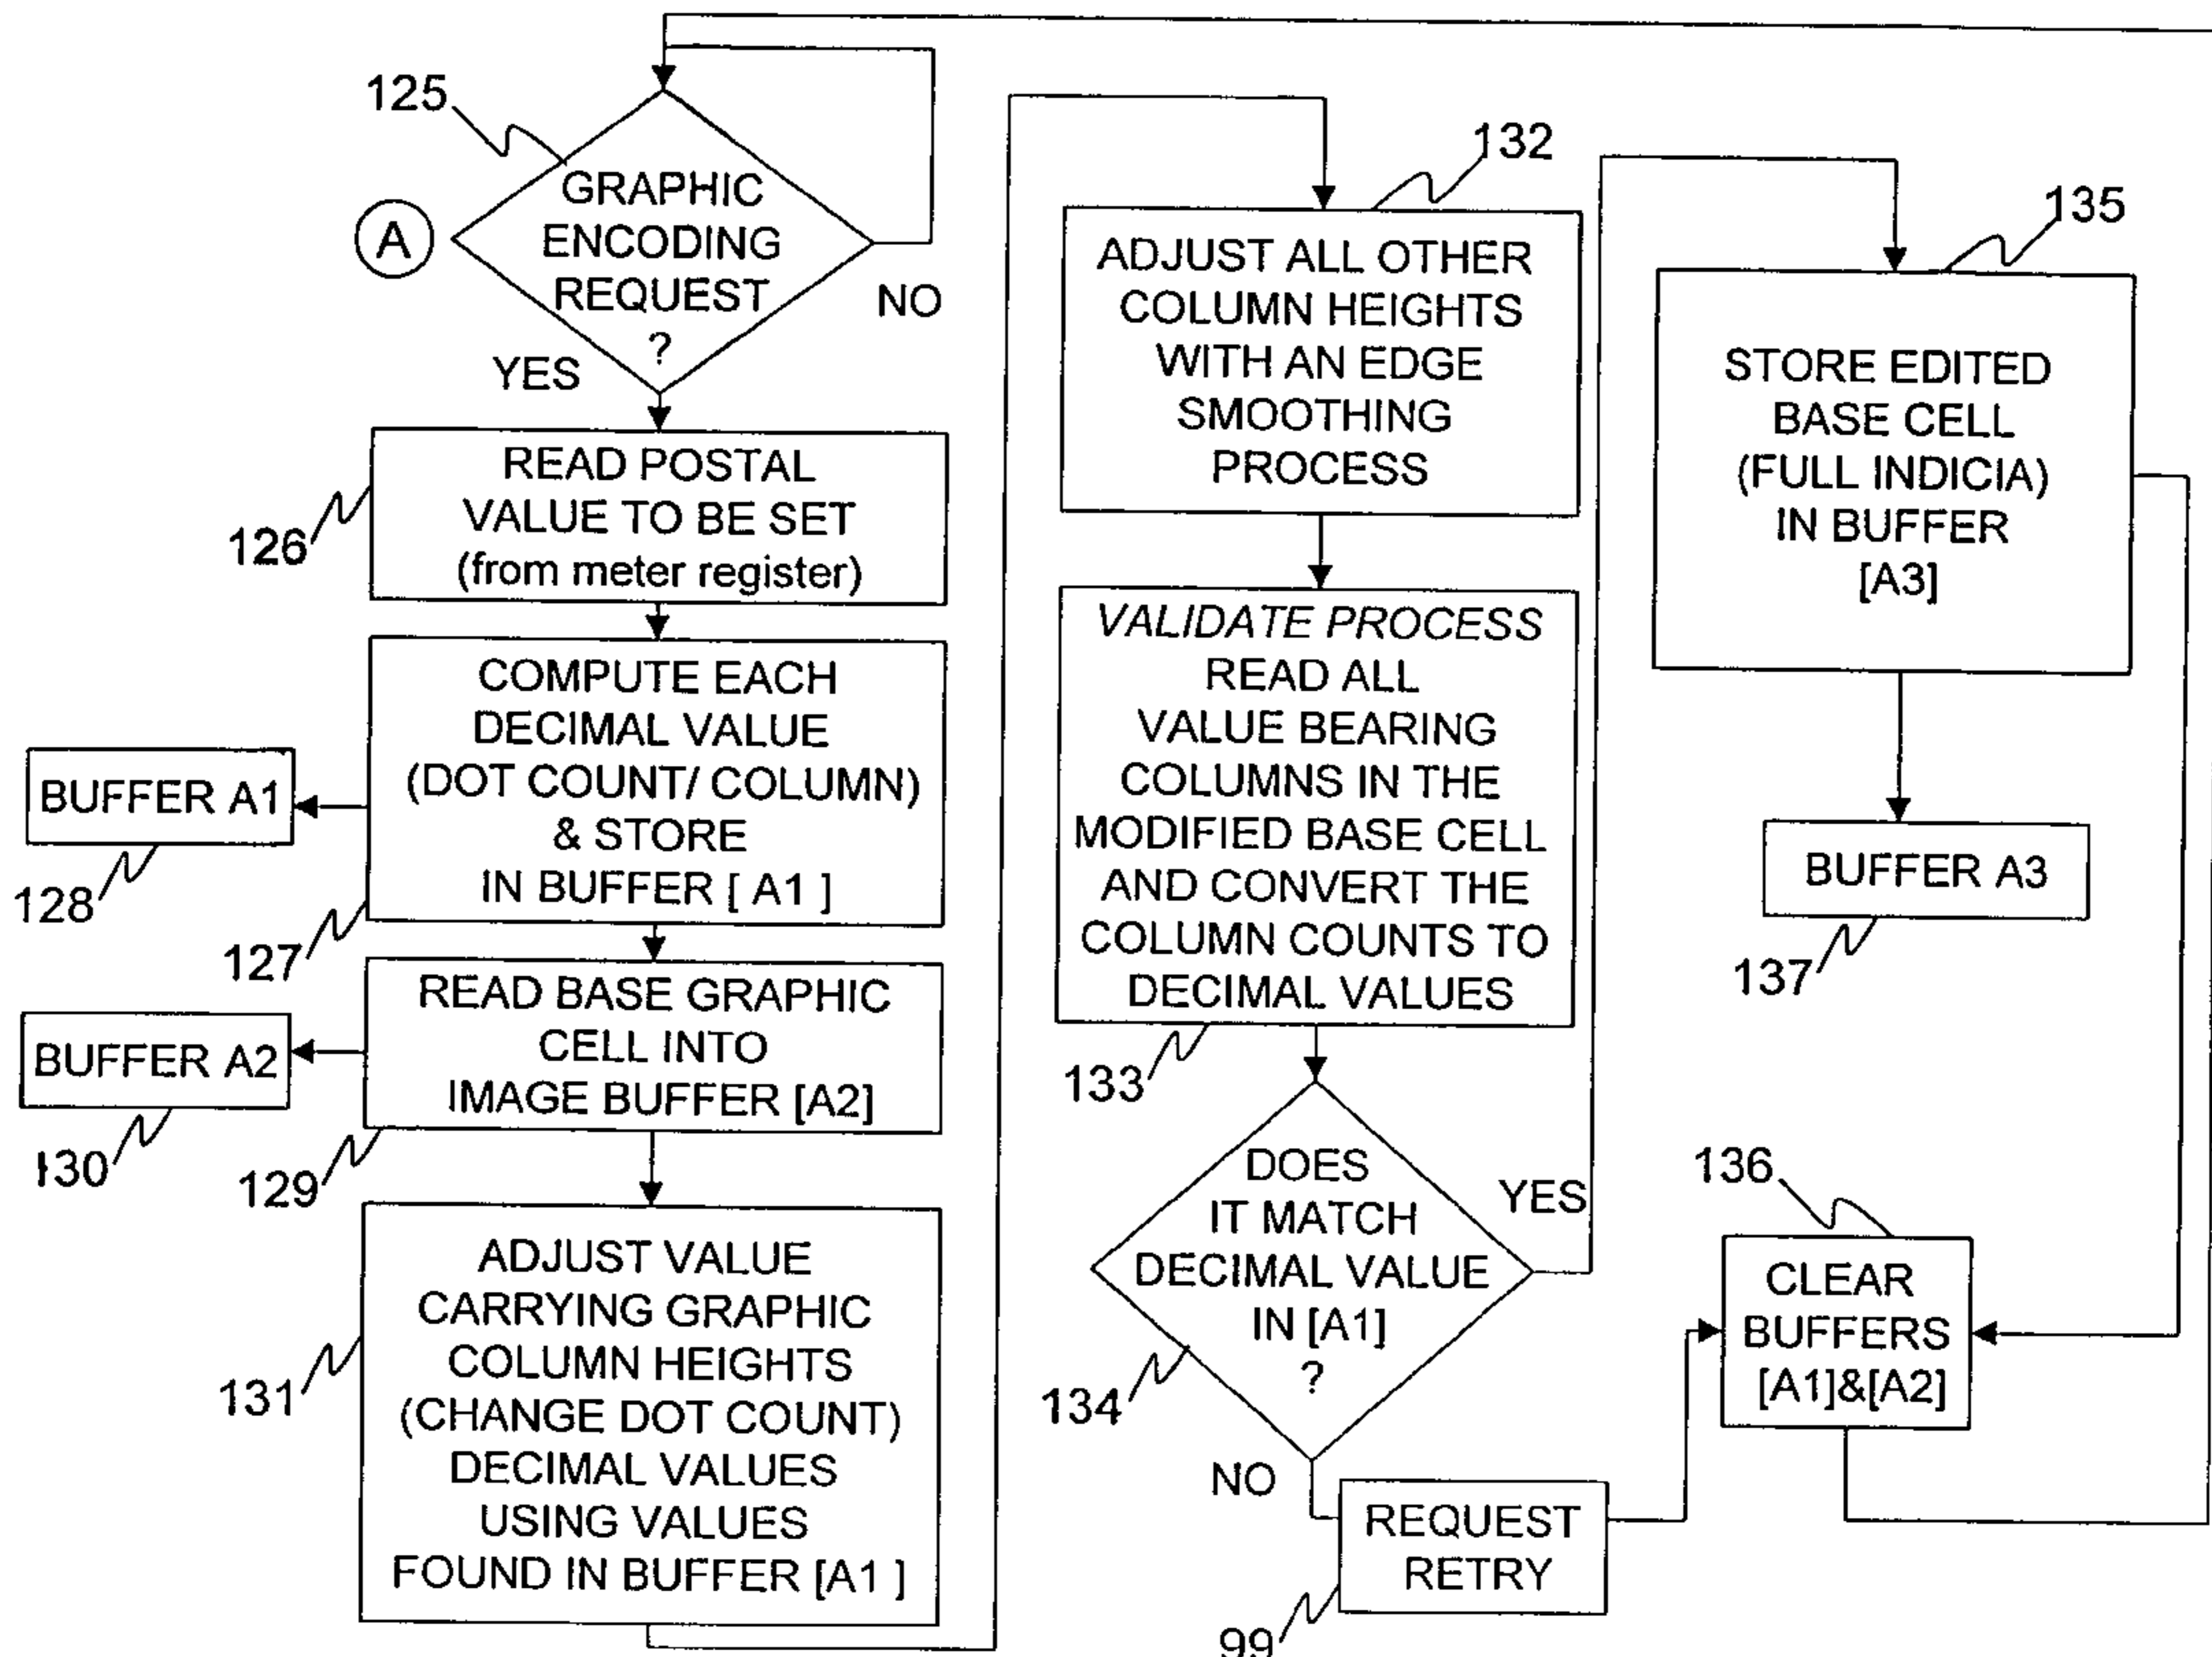 125
A
GRAPHIC
ENCODING
REQUEST
?
NO
YES
READ POSTAL
VALUE TO BE SET
(from meter register)
126
COMPUTE EACH
DECIMAL VALUE
(DOT COUNT/ COLUMN)
& STORE
IN BUFFER [ A1 ]
127
BUFFER A1
128
READ BASE GRAPHIC
CELL INTO
IMAGE BUFFER [A2]
129
BUFFER A2
130
ADJUST VALUE
CARRYING GRAPHIC
COLUMN HEIGHTS
(CHANGE DOT COUNT)
DECIMAL VALUES
USING VALUES
FOUND IN BUFFER [A1 ]
131
132
ADJUST ALL OTHER
COLUMN HEIGHTS
WITH AN EDGE
SMOOTHING
PROCESS
VALIDATE PROCESS
READ ALL
VALUE BEARING
COLUMNS IN THE
MODIFIED BASE CELL
AND CONVERT THE
COLUMN COUNTS TO
DECIMAL VALUES
133
DOES
IT MATCH
DECIMAL VALUE
IN [A1]
?
134
YES
NO
REQUEST
RETRY
99
135
STORE EDITED
BASE CELL
(FULL INDICIA)
IN BUFFER
[A3]
BUFFER A3
137
136
CLEAR
BUFFERS
[A1]&[A2]